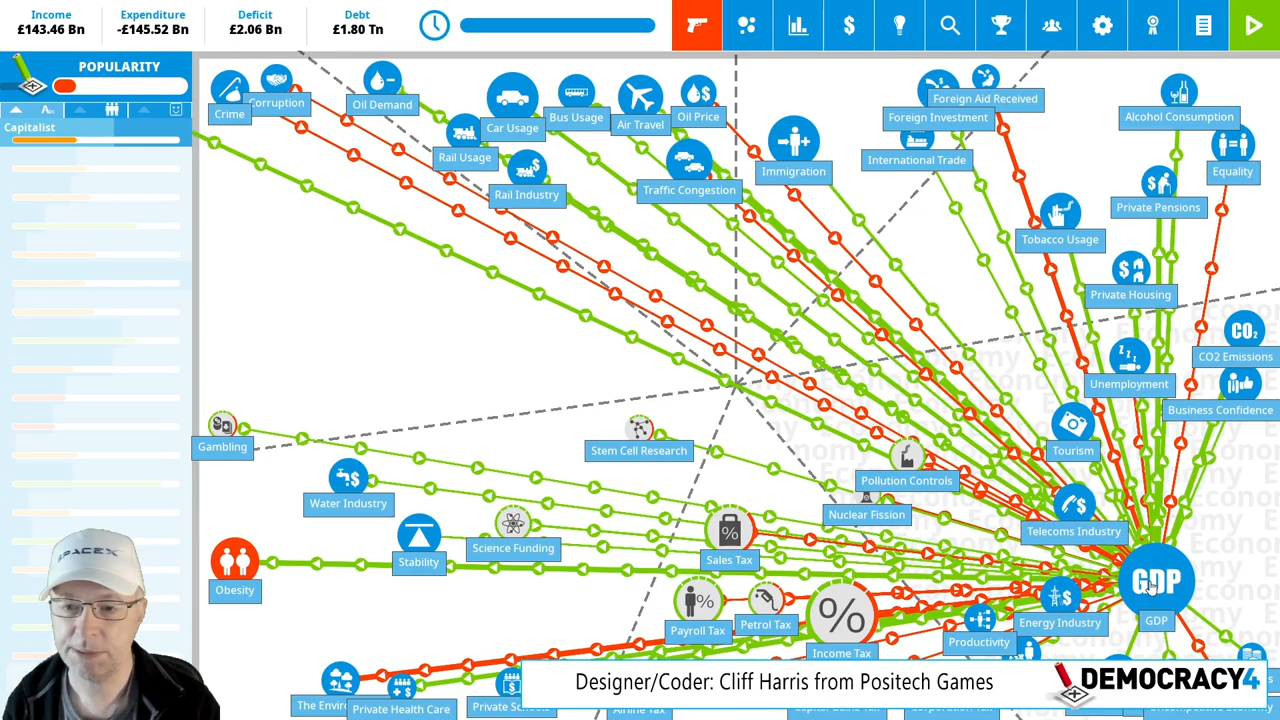 Income
£143.46 Bn
Expenditure
-£145.52 Bn
Deficit
£2.06 Bn
Debt
£1.80 Tn
POPULARITY
Capitalist
Crime
Corruption
Oil Demand
Rail Usage
Car Usage
Bus Usage
Air Travel
Oil Price
Rail Industry
Traffic Congestion
Immigration
Foreign Aid Received
Foreign Investment
International Trade
Alcohol Consumption
Equality
Private Pensions
Tobacco Usage
Private Housing
CO₂
CO2 Emissions
Unemployment
Business Confidence
Tourism
Gambling
Stem Cell Research
Pollution Controls
Water Industry
Nuclear Fission
Telecoms Industry
Science Funding
Sales Tax
Stability
Obesity
GDP
GDP
Payroll Tax
Petrol Tax
Income Tax
Energy Industry
Productivity
Private Health Care
Airline Tax
SPACEX
Designer/Coder: Cliff Harris from Positech Games
DEMOCRACY4